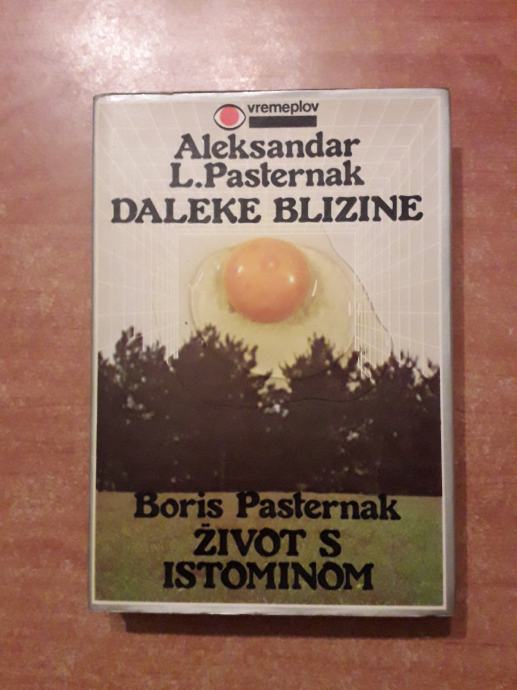 vremeplov
Aleksandar
L.Pasternak
DALEKE BLIZINE
Boris Pasternak
ŽIVOT S
ISTOMINOM